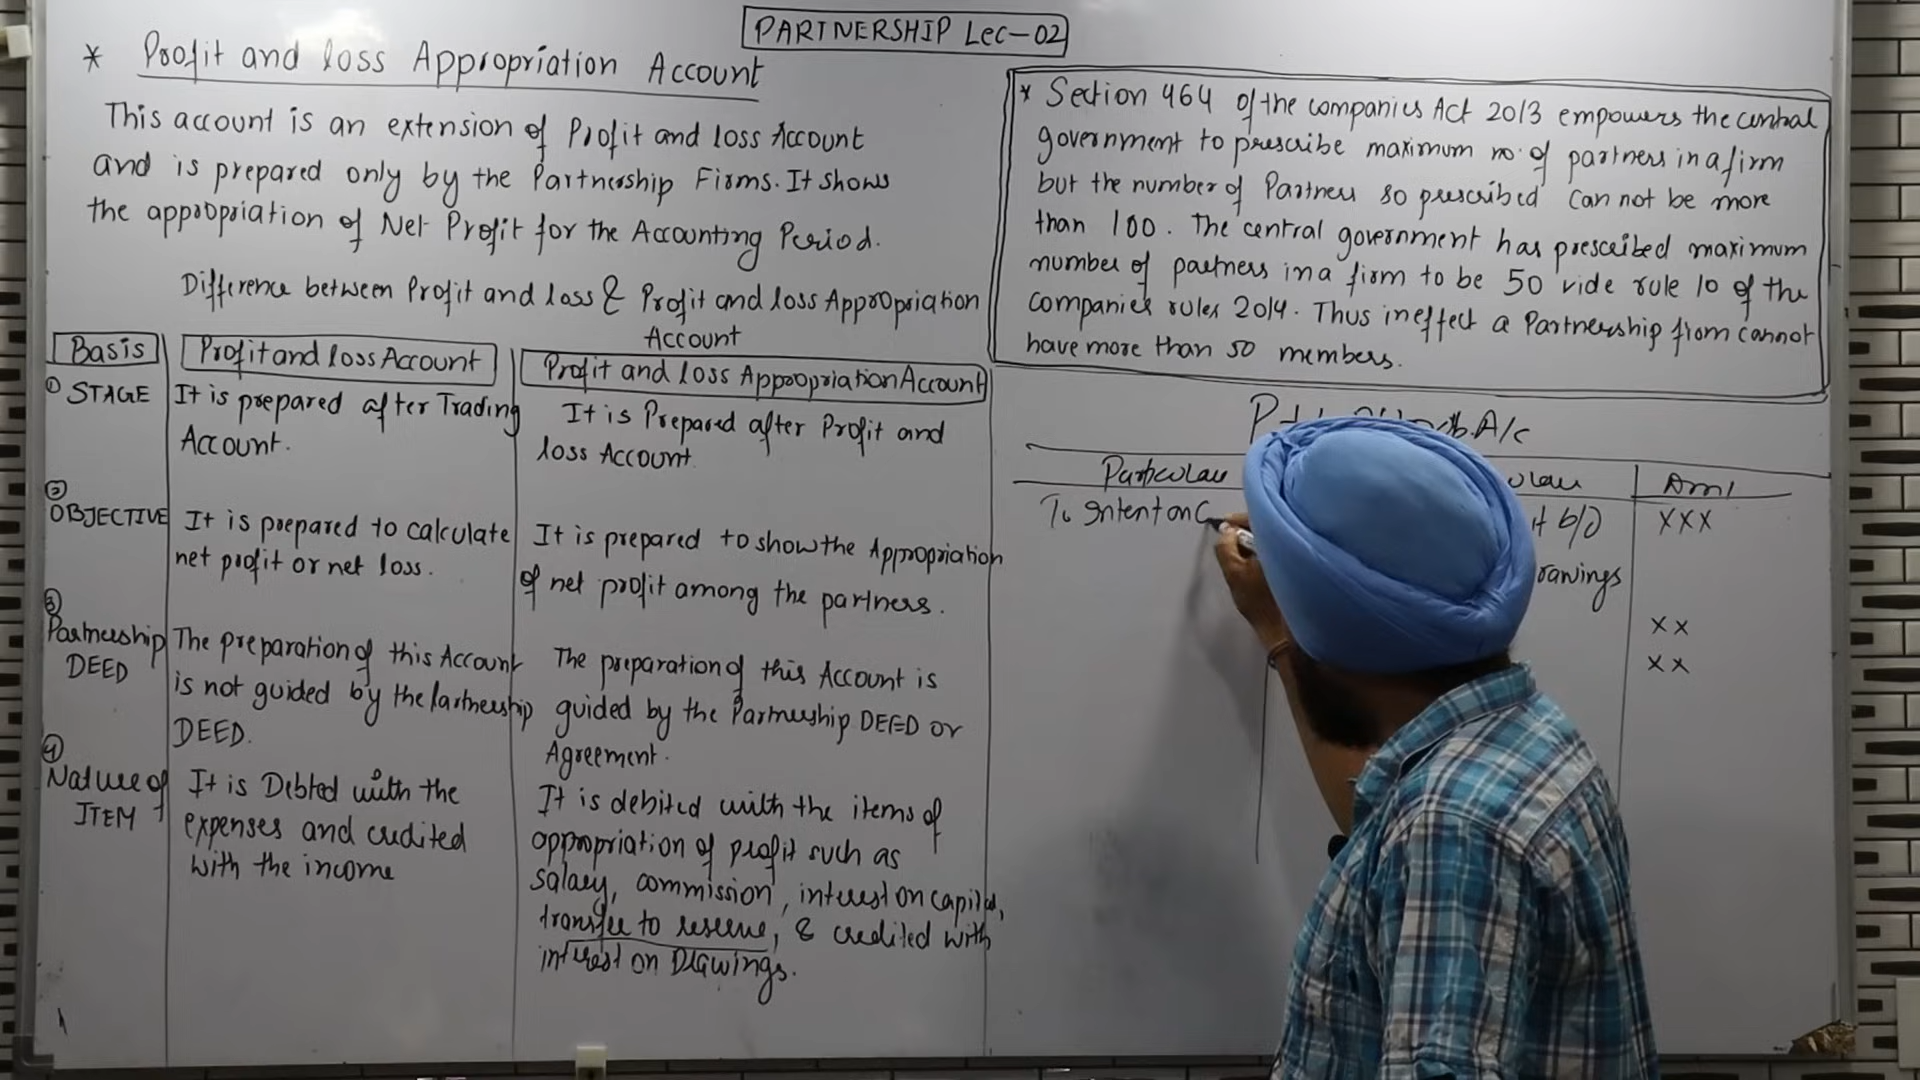 PARTNERSHIP Lec-02
* Profit and loss Appropriation Account
This account is an extension of Profit and loss Account
and is prepared only by the Partnership Firms. It shows
the appropriation of Net Profit for the Accounting Period.
Difference between Profit and loss & Profit and loss Appropriation
Account
Basis
Profit and loss Account
Profit and loss Appropriation Account
① STAGE
It is prepared after Trading
Account.
It is Prepared after Profit and
loss Account
②
OBJECTIVE
It is prepared to calculate
net profit or net loss.
It is prepared to show the Appropriation
of net profit among the partners.
③
Partnership
DEED
The preparation of this Account
is not guided by the Partnership
DEED.
The preparation of this Account is
guided by the Partnership DEED or
Agreement.
④
Nature of
ITEM
It is Debted with the
expenses and credited
with the income
It is debited with the items of
appropriation of profit such as
salary, commission, interest on capital,
transfer to reserve, & credited with
interest on Drawings.
* Section 464 of the companies Act 2013 empowers the central
government to prescribe maximum no. of partners in a firm
but the number of Partners so prescribed can not be more
than 100. The central government has prescribed maximum
number of partners in a firm to be 50 vide rule 10 of the
companies rules 2014. Thus in effect a Partnership firm cannot
have more than 50 members.
A/c
Particulars
Amt
To Int ent on C
b/d
XXX
rawings
XX
XX